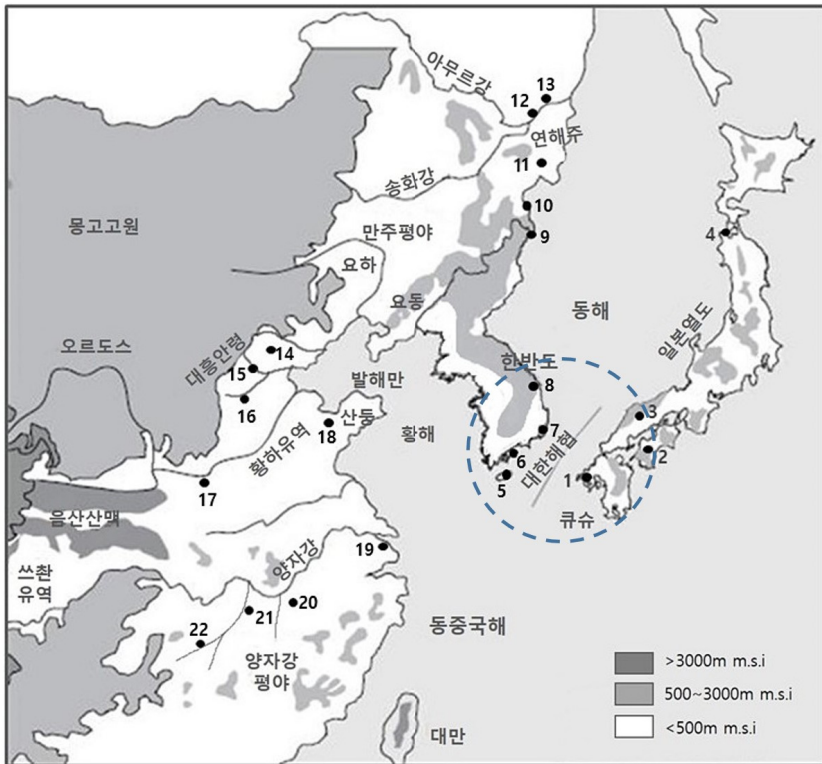 아무르강
13
12
연해주
11
송화강
10
몽고고원
만주평야
9
4
요하
요동
동해
일본열도
오르도스
대흥안령
14
15
발해만
한반도
8
16
산둥
18
황하유역
황해
7
3
대한해협
6
2
5
1
17
음산산맥
큐슈
양자강
19
쓰촨
유역
20
21
동중국해
22
양자강
평야
>3000m m.s.i
500~3000m m.s.i
<500m m.s.i
대만